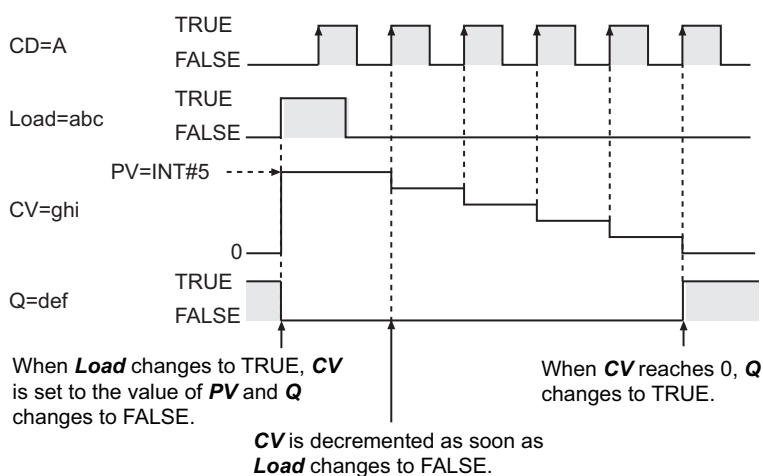 TRUE
CD=A
FALSE
TRUE
Load=abc
FALSE
PV=INT#5
CV=ghi
0
TRUE
Q=def
FALSE
When Load changes to TRUE, CV
is set to the value of PV and Q
changes to FALSE.
When CV reaches 0, Q
changes to TRUE.
CV is decremented as soon as
Load changes to FALSE.